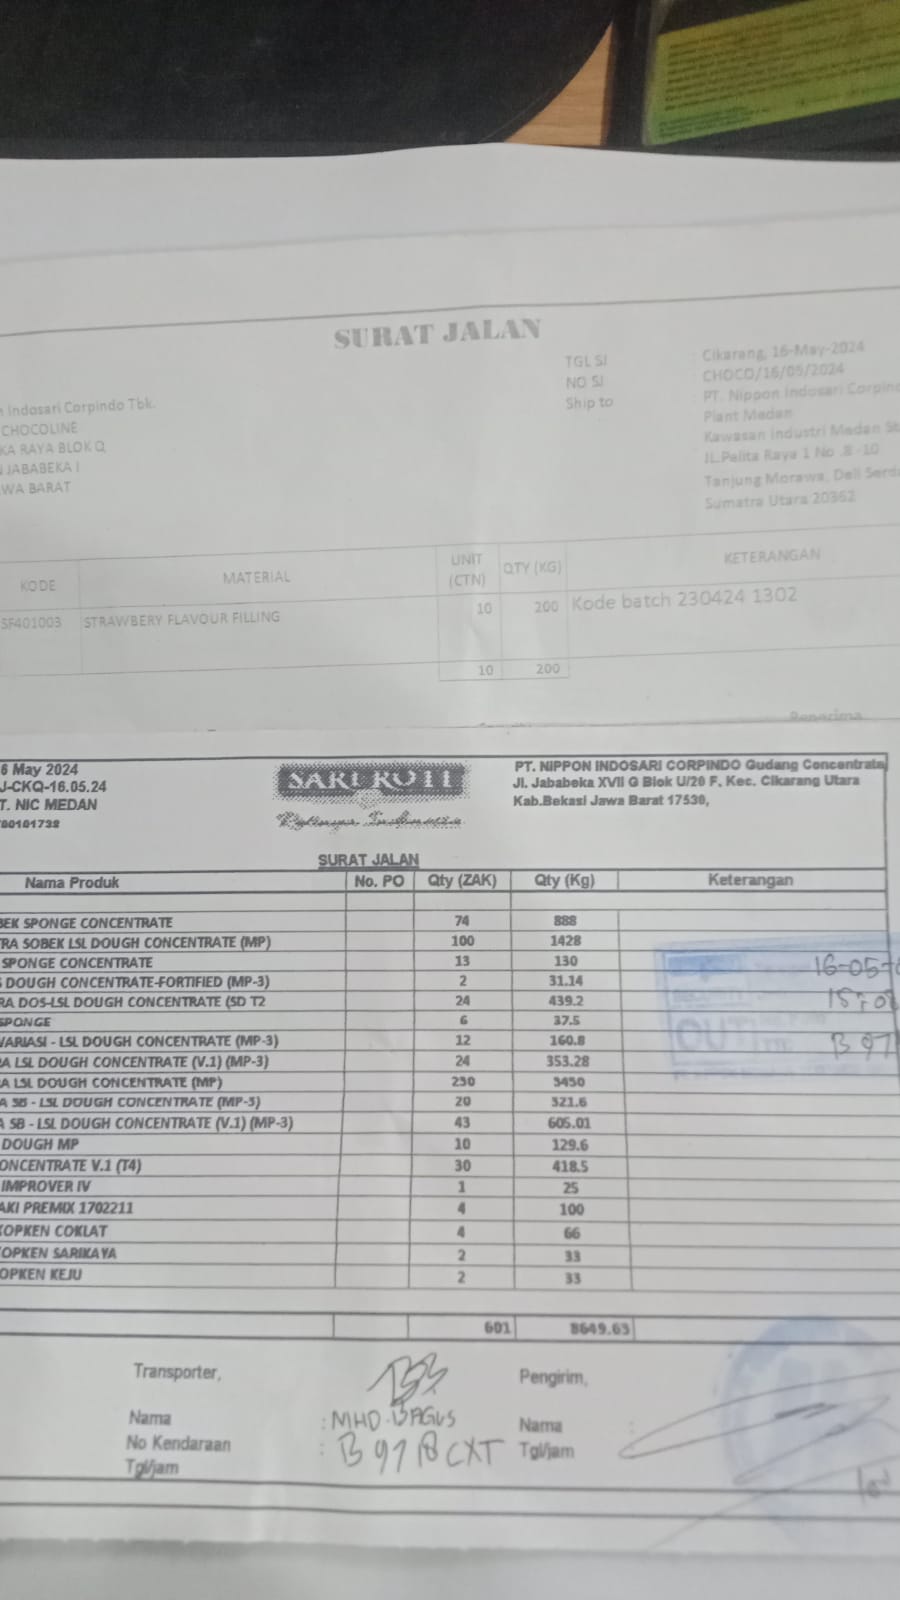 SURAT JALAN
TGL SJ : Cikarang, 16-May-2024
NO SJ : CHOCO/16/05/2024
Ship to : PT. Nippon Indosari Corpind
Plant Medan
Kawasan Industri Medan St
JL.Pelita Raya 1 No .8 -10
Tanjung Morawa, Deli Serda
Sumatra Utara 20362
n Indosari Corpindo Tbk.
CHOCOLINE
KA RAYA BLOK Q
JABABEKA I
WA BARAT
KODE MATERIAL UNIT (CTN) QTY (KG) KETERANGAN
SF401003 STRAWBERY FLAVOUR FILLING 10 200 Kode batch 230424 1302
10 200
Penerima
6 May 2024
J-CKQ-16.05.24
T. NIC MEDAN
00101732
SARI ROTI
PT. NIPPON INDOSARI CORPINDO Gudang Concentrate
Jl. Jababeka XVII G Blok U/20 F, Kec. Cikarang Utara
Kab.Bekasi Jawa Barat 17530,
SURAT JALAN
Nama Produk No. PO Qty (ZAK) Qty (Kg) Keterangan
BEK SPONGE CONCENTRATE 74 888
TRA SOBEK LSL DOUGH CONCENTRATE (MP) 100 1428
SPONGE CONCENTRATE 13 130
DOUGH CONCENTRATE-FORTIFIED (MP-3) 2 31.14
RA DOS-LSL DOUGH CONCENTRATE (SD T2 24 439.2
SPONGE 6 37.5
VARIASI - LSL DOUGH CONCENTRATE (MP-3) 12 160.8
A LSL DOUGH CONCENTRATE (V.1) (MP-3) 24 353.28
A LSL DOUGH CONCENTRATE (MP) 230 3450
A SB - LSL DOUGH CONCENTRATE (MP-3) 20 321.6
A SB - LSL DOUGH CONCENTRATE (V.1) (MP-3) 43 605.01
DOUGH MP 10 129.6
ONCENTRATE V.1 (T4) 30 418.5
IMPROVER IV 1 25
AKI PREMIX 1702211 4 100
KOPKEN COKLAT 4 66
OPKEN SARIKAYA 2 33
OPKEN KEJU 2 33
601 8649.63
16-05-
OUT
B 97
Transporter, Pengirim,
Nama : MHD. BAGUS Nama :
No Kendaraan : B 9718 CXT Tgl/jam
Tgl/jam